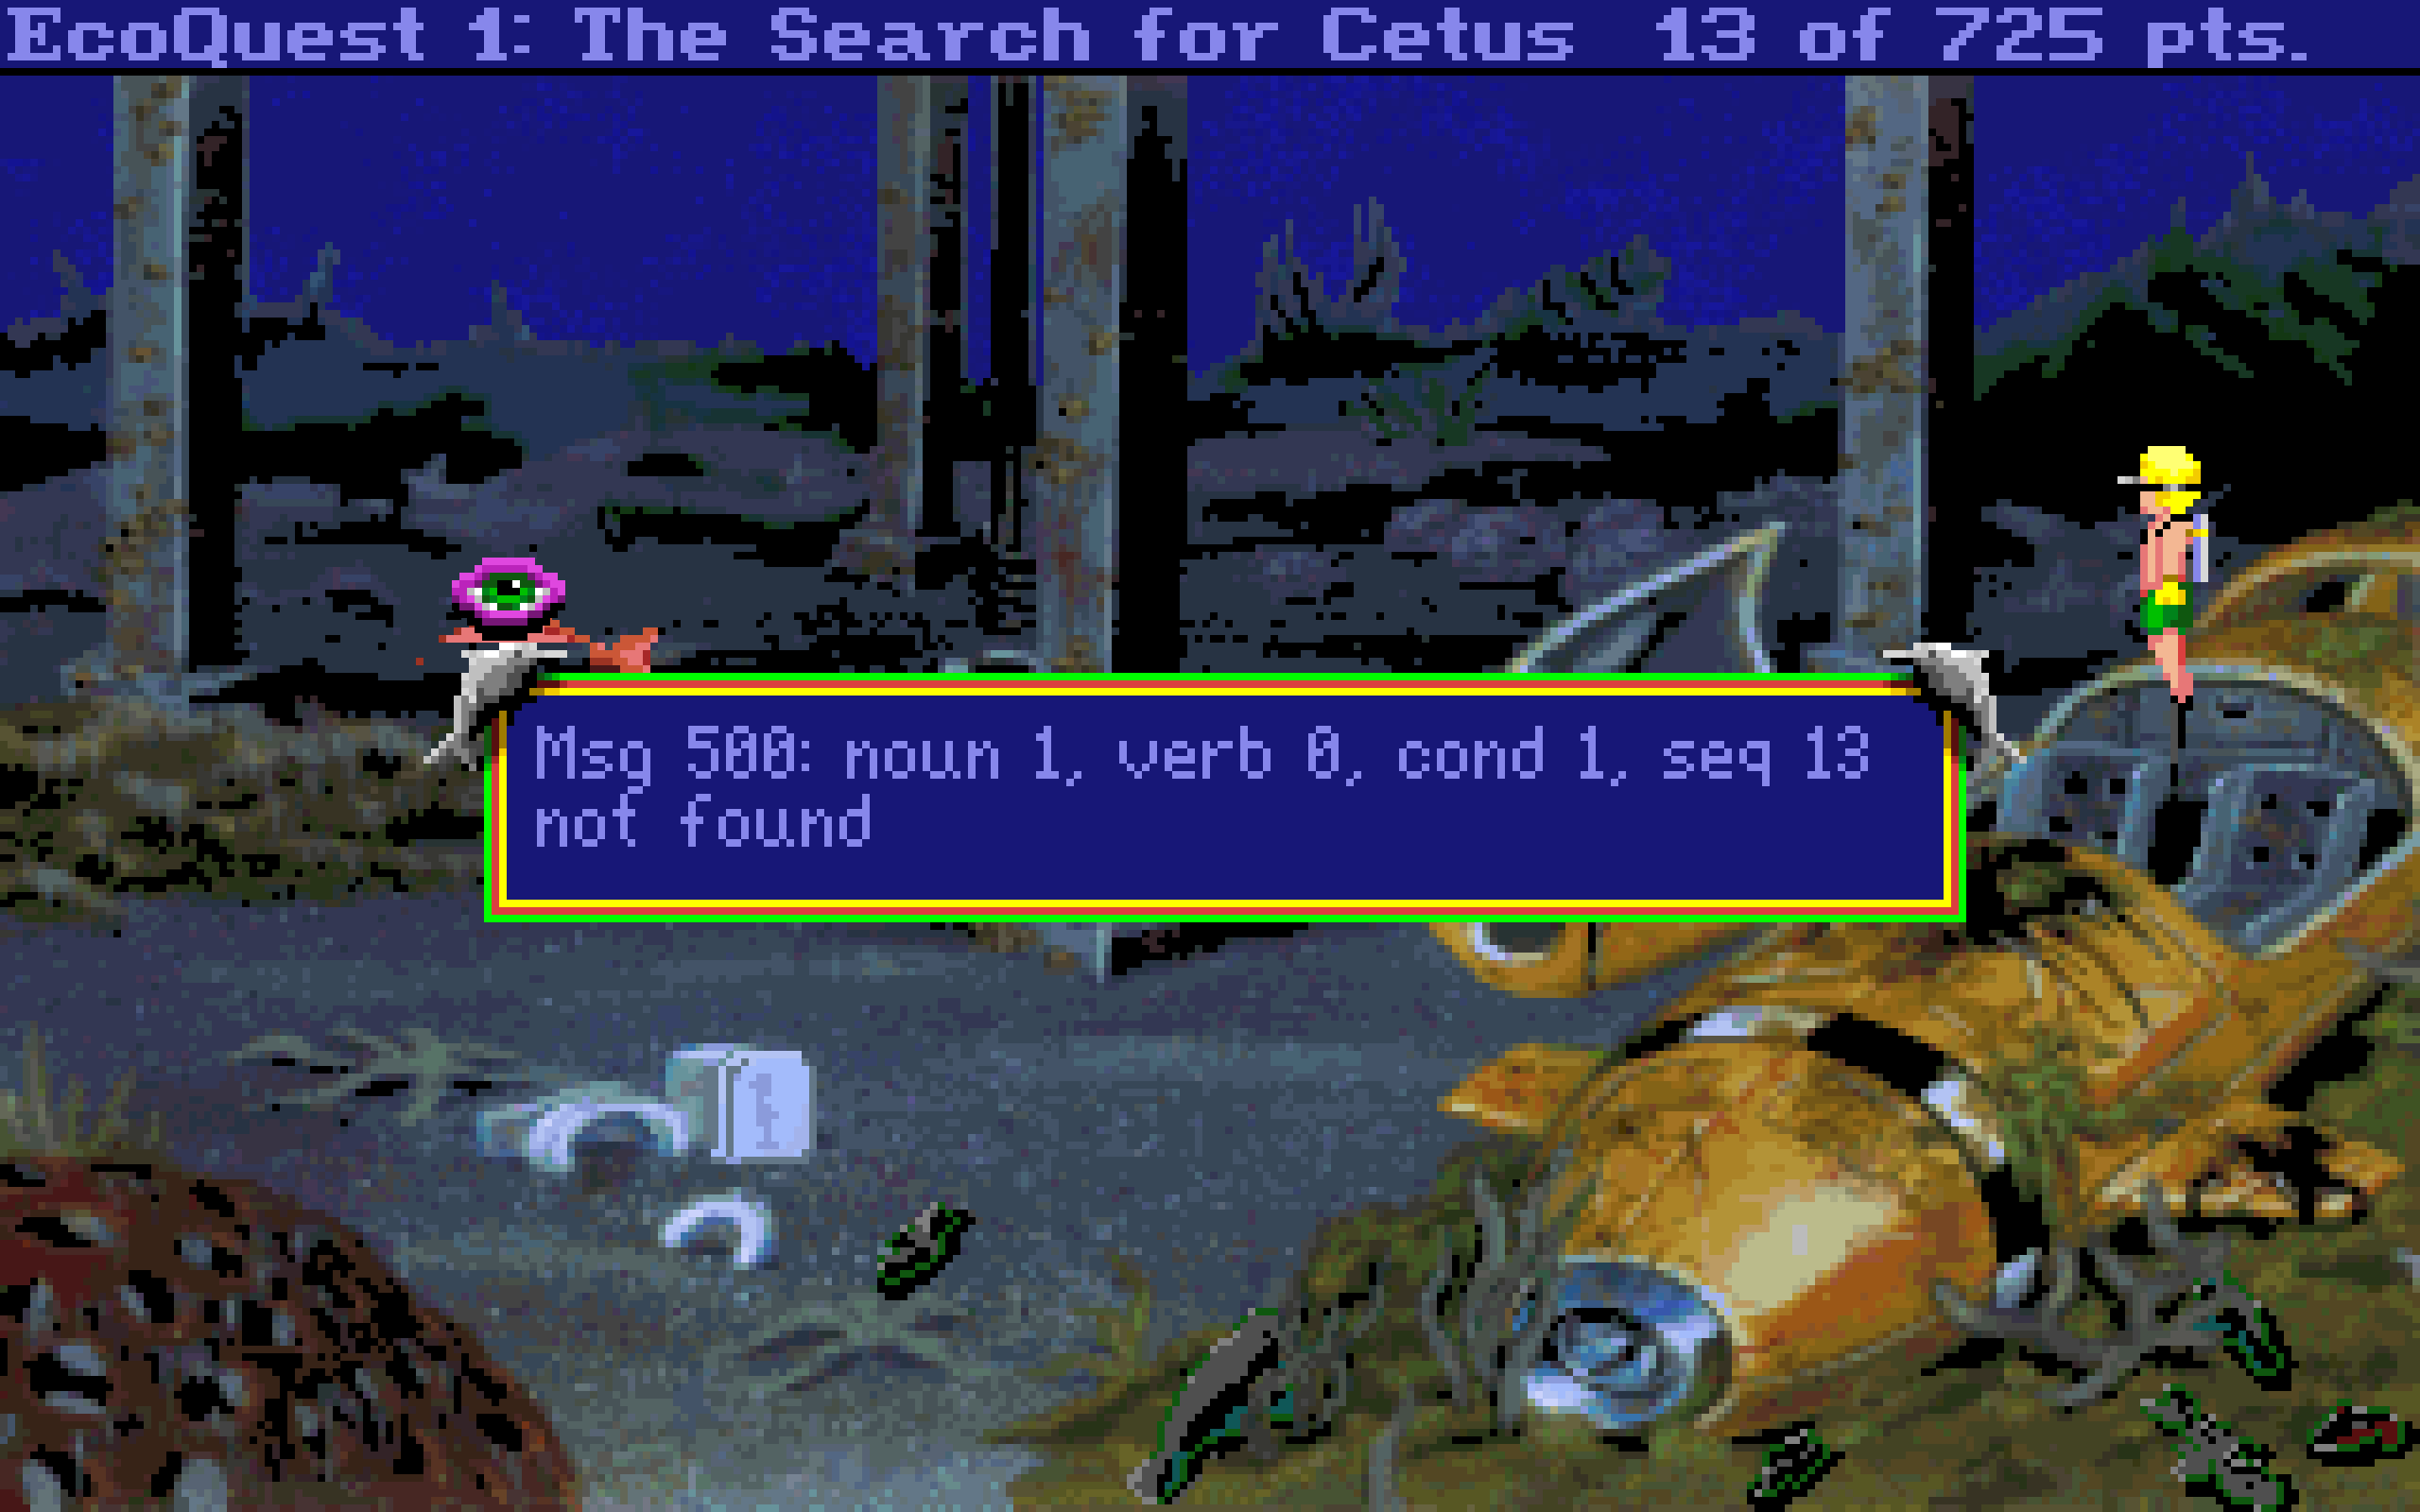 EcoQuest 1: The Search for Cetus 13 of 725 pts.
Msg 500: noun 1, verb 0, cond 1, seq 13
not found